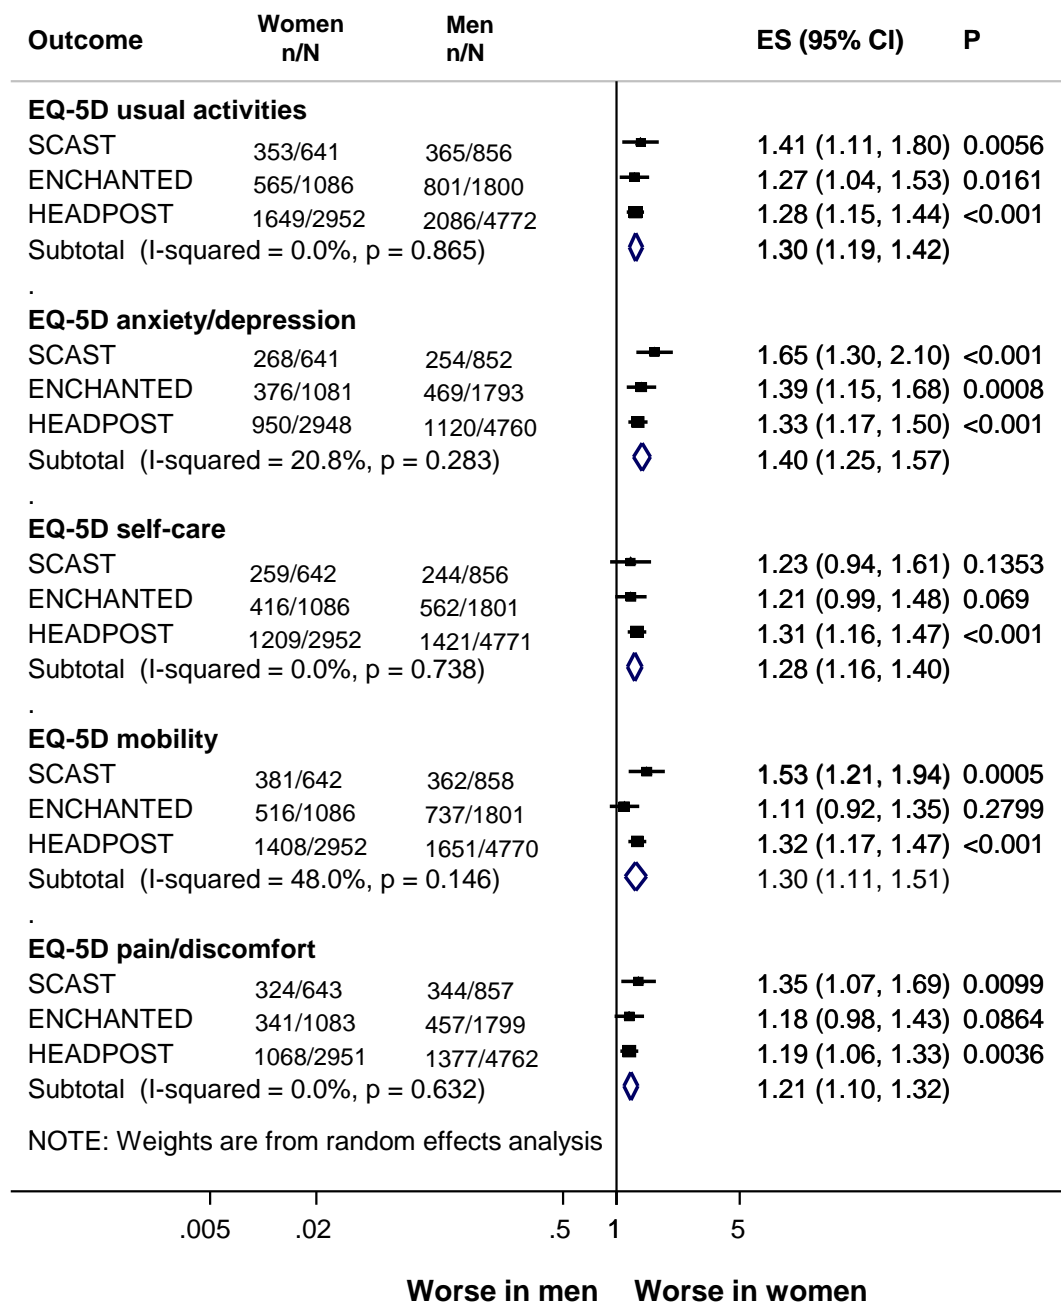 Outcome Women n/N Men n/N ES (95% CI) P
EQ-5D usual activities
SCAST 353/641 365/856 1.41 (1.11, 1.80) 0.0056
ENCHANTED 565/1086 801/1800 1.27 (1.04, 1.53) 0.0161
HEADPOST 1649/2952 2086/4772 1.28 (1.15, 1.44) <0.001
Subtotal (I-squared = 0.0%, p = 0.865) 1.30 (1.19, 1.42)
.
EQ-5D anxiety/depression
SCAST 268/641 254/852 1.65 (1.30, 2.10) <0.001
ENCHANTED 376/1081 469/1793 1.39 (1.15, 1.68) 0.0008
HEADPOST 950/2948 1120/4760 1.33 (1.17, 1.50) <0.001
Subtotal (I-squared = 20.8%, p = 0.283) 1.40 (1.25, 1.57)
.
EQ-5D self-care
SCAST 259/642 244/856 1.23 (0.94, 1.61) 0.1353
ENCHANTED 416/1086 562/1801 1.21 (0.99, 1.48) 0.069
HEADPOST 1209/2952 1421/4771 1.31 (1.16, 1.47) <0.001
Subtotal (I-squared = 0.0%, p = 0.738) 1.28 (1.16, 1.40)
.
EQ-5D mobility
SCAST 381/642 362/858 1.53 (1.21, 1.94) 0.0005
ENCHANTED 516/1086 737/1801 1.11 (0.92, 1.35) 0.2799
HEADPOST 1408/2952 1651/4770 1.32 (1.17, 1.47) <0.001
Subtotal (I-squared = 48.0%, p = 0.146) 1.30 (1.11, 1.51)
.
EQ-5D pain/discomfort
SCAST 324/643 344/857 1.35 (1.07, 1.69) 0.0099
ENCHANTED 341/1083 457/1799 1.18 (0.98, 1.43) 0.0864
HEADPOST 1068/2951 1377/4762 1.19 (1.06, 1.33) 0.0036
Subtotal (I-squared = 0.0%, p = 0.632) 1.21 (1.10, 1.32)
NOTE: Weights are from random effects analysis
.005 .02 .5 1 5
Worse in men Worse in women